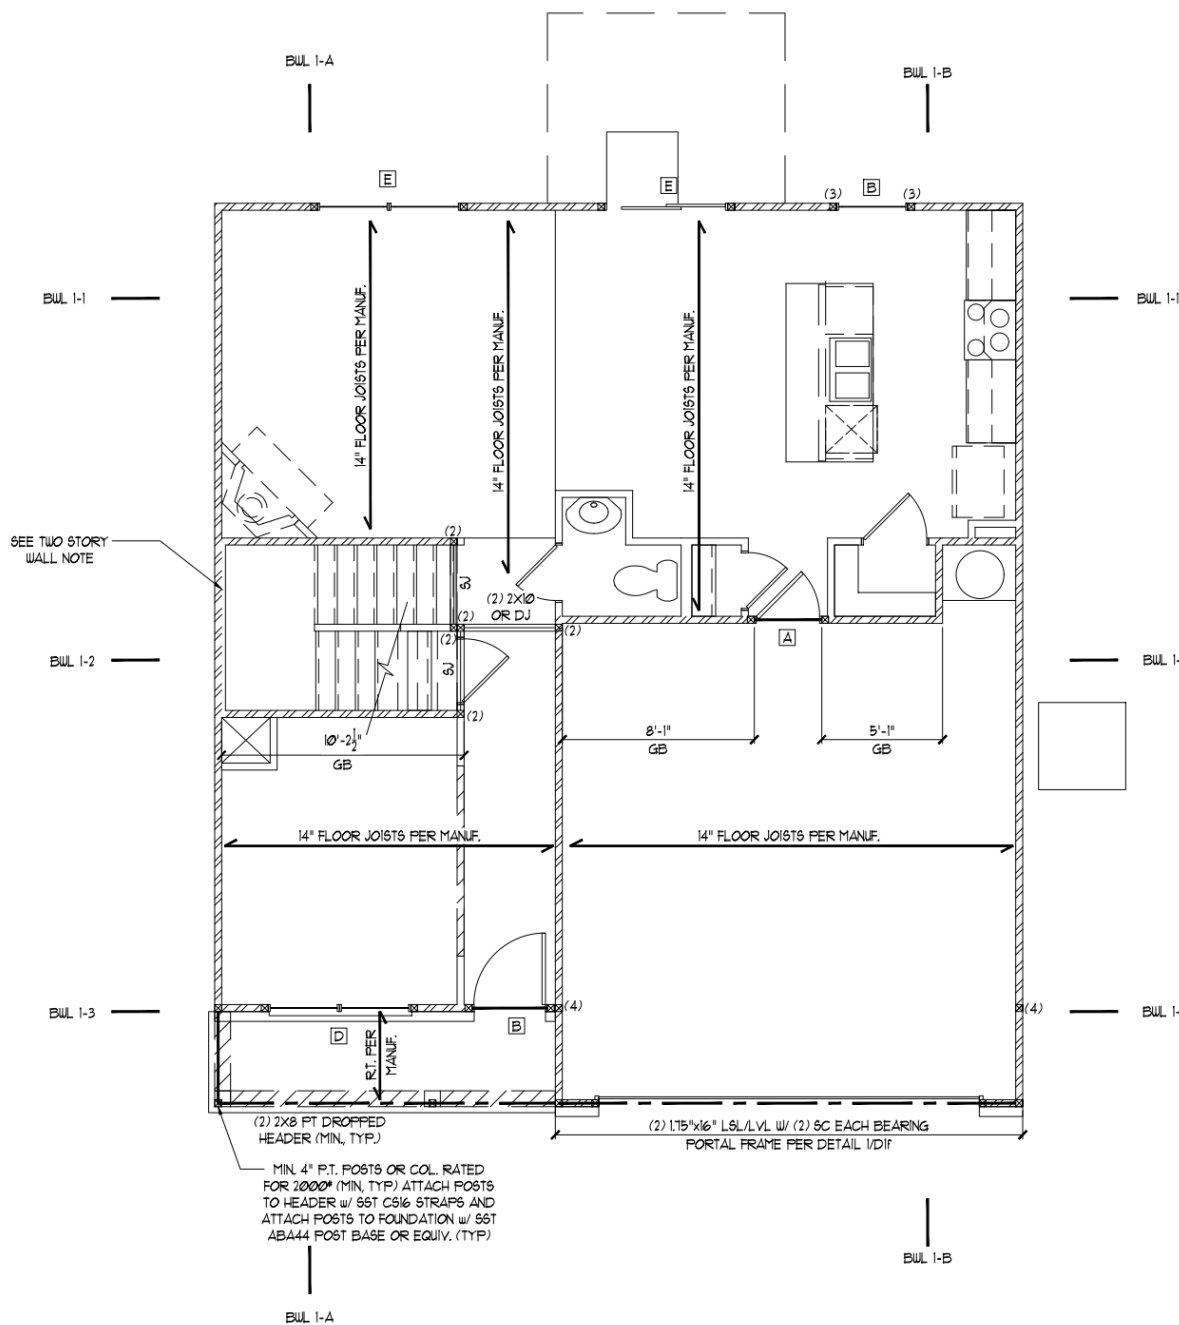 BWL 1-A
BWL 1-B
E
E
B
(3)
(3)
BWL 1-1
BWL 1-1
14" FLOOR JOISTS PER MANUF.
14" FLOOR JOISTS PER MANUF.
14" FLOOR JOISTS PER MANUF.
SEE TWO STORY
WALL NOTE
(2)
SJ
(2) 2X10
OR DJ
(2)
(2)
(2)
SJ
A
BWL 1-2
BWL 1-
(2)
10'-2 1/2"
GB
8'-1"
GB
5'-1"
GB
14" FLOOR JOISTS PER MANUF.
14" FLOOR JOISTS PER MANUF.
BWL 1-3
BWL 1-
(4)
(4)
D
B
R.T. PER
MANUF.
(2) 2X8 PT DROPPED
HEADER (MIN, TYP.)
(2) 1.75"x16" LSL/LVL W/ (2) SC EACH BEARING
PORTAL FRAME PER DETAIL 1/D1f
MIN. 4" P.T. POSTS OR COL. RATED
FOR 2000# (MIN, TYP) ATTACH POSTS
TO HEADER w/ SST CS16 STRAPS AND
ATTACH POSTS TO FOUNDATION w/ SST
ABA44 POST BASE OR EQUIV. (TYP)
BWL 1-B
BWL 1-A